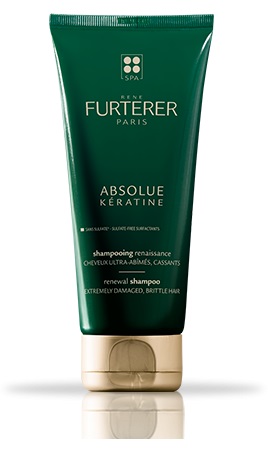 SPA
RENE
FURTERER
PARIS
ABSOLUE
KÉRATINE
SANS SULFATE* - SULFATE-FREE SURFACTANTS
shampooing renaissance
CHEVEUX ULTRA-ABÎMÉS, CASSANTS
renewal shampoo
EXTREMELY DAMAGED, BRITTLE HAIR